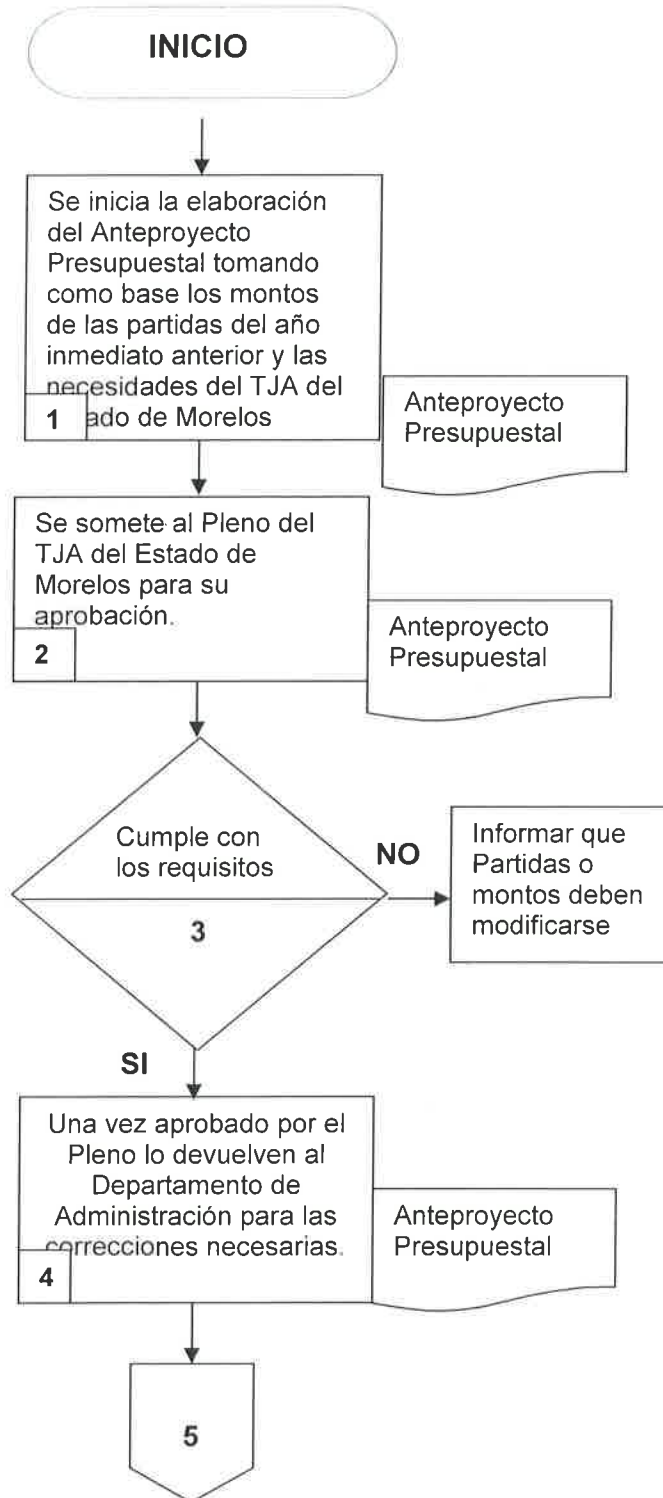 INICIO
Se inicia la elaboración
del Anteproyecto
Presupuestal tomando
como base los montos
de las partidas del año
inmediato anterior y las
necesidades del TJA del
ado de Morelos
1
Anteproyecto
Presupuestal
Se somete al Pleno del
TJA del Estado de
Morelos para su
aprobación.
2
Anteproyecto
Presupuestal
Cumple con
los requisitos
3
NO
Informar que
Partidas o
montos deben
modificarse
SI
Una vez aprobado por el
Pleno lo devuelven al
Departamento de
Administración para las
correcciones necesarias.
4
Anteproyecto
Presupuestal
5